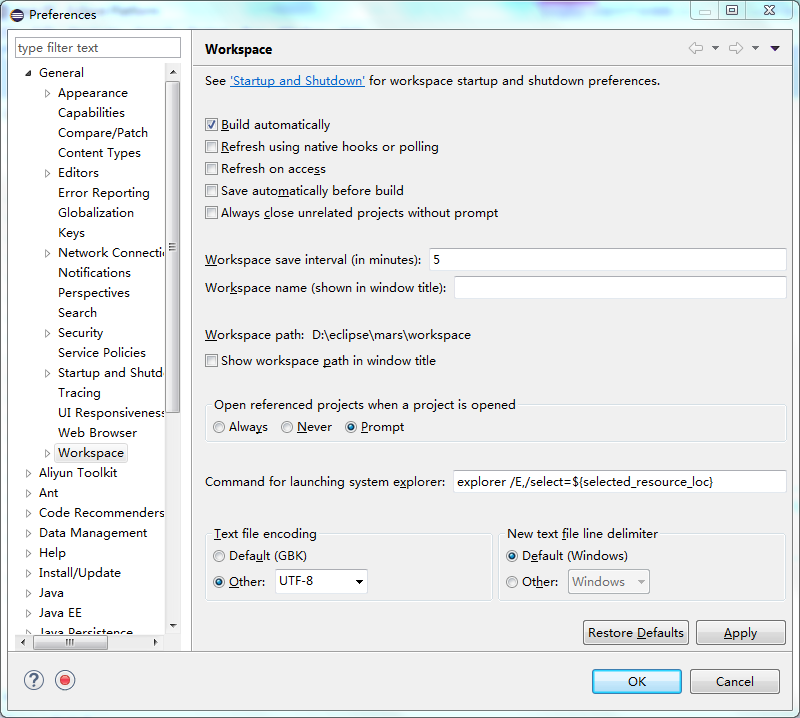 Preferences
type filter text
General
Appearance
Capabilities
Compare/Patch
Content Types
Editors
Error Reporting
Globalization
Keys
Network Connecti
Notifications
Perspectives
Search
Security
Service Policies
Startup and Shutd
Tracing
UI Responsiveness
Web Browser
Workspace
Aliyun Toolkit
Ant
Code Recommenders
Data Management
Help
Install/Update
Java
Java EE
Java Persistence
Workspace
See 'Startup and Shutdown' for workspace startup and shutdown preferences.
Build automatically
Refresh using native hooks or polling
Refresh on access
Save automatically before build
Always close unrelated projects without prompt
Workspace save interval (in minutes): 5
Workspace name (shown in window title):
Workspace path: D:\eclipse\mars\workspace
Show workspace path in window title
Open referenced projects when a project is opened
Always Never Prompt
Command for launching system explorer: explorer /E,/select=${selected_resource_loc}
Text file encoding
Default (GBK)
Other: UTF-8
New text file line delimiter
Default (Windows)
Other: Windows
Restore Defaults Apply
? OK Cancel